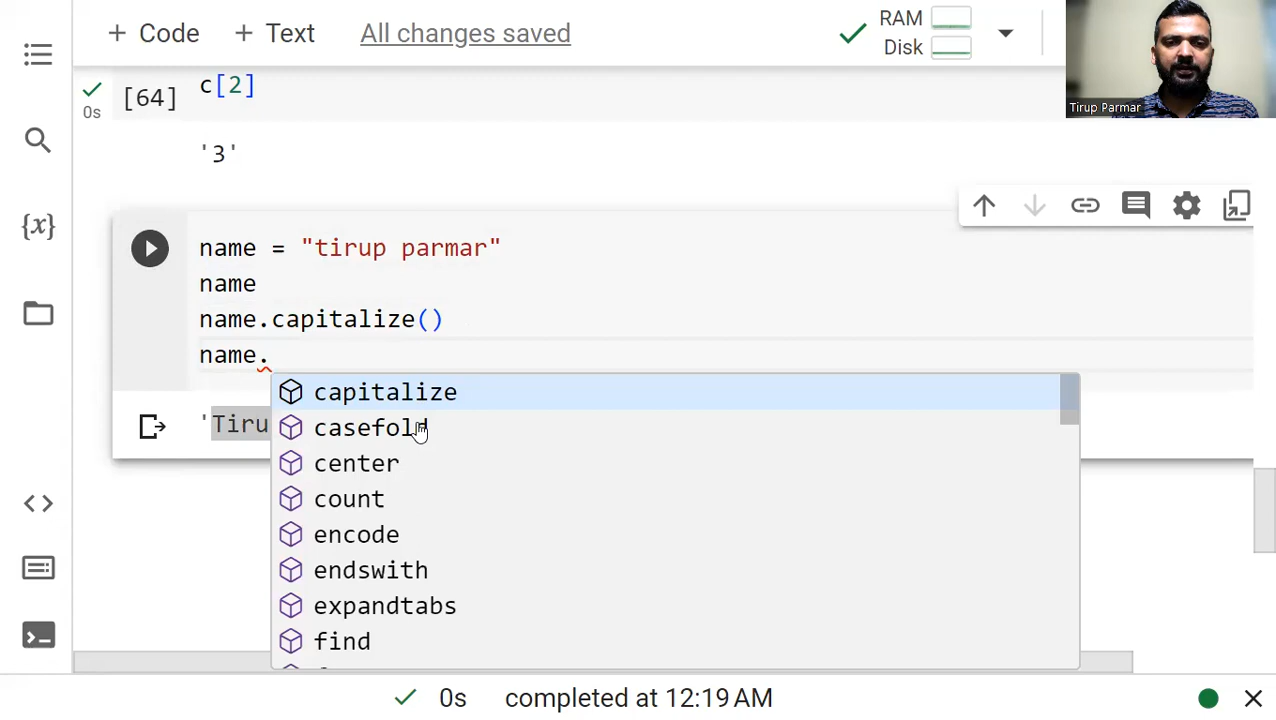 + Code + Text All changes saved
RAM
Disk
Tirup Parmar
c[2]
[64]
0s
'3'
{x}
name = "tirup parmar"
name
name.capitalize()
name.
'Tiru
capitalize
casefold
center
count
encode
endswith
expandtabs
find
0s completed at 12:19 AM